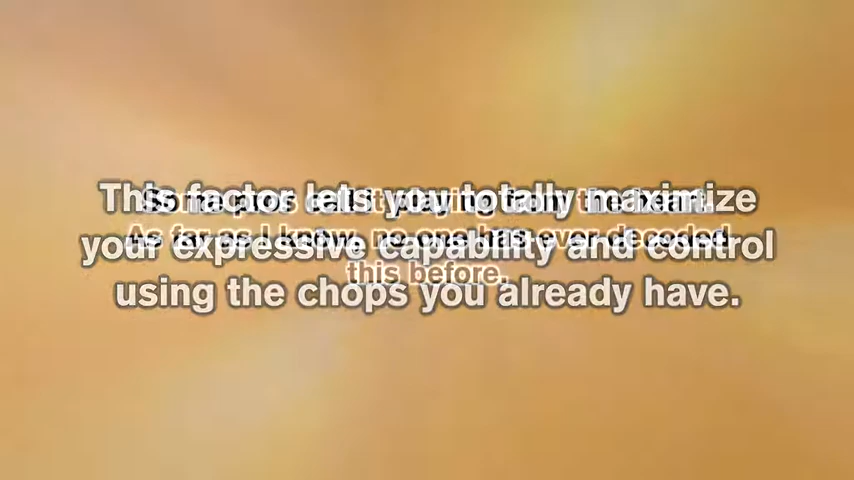 This factor lets you totally maximize
your expressive capability and control
using the chops you already have.
As far as I know, no one has ever decoded
this before.